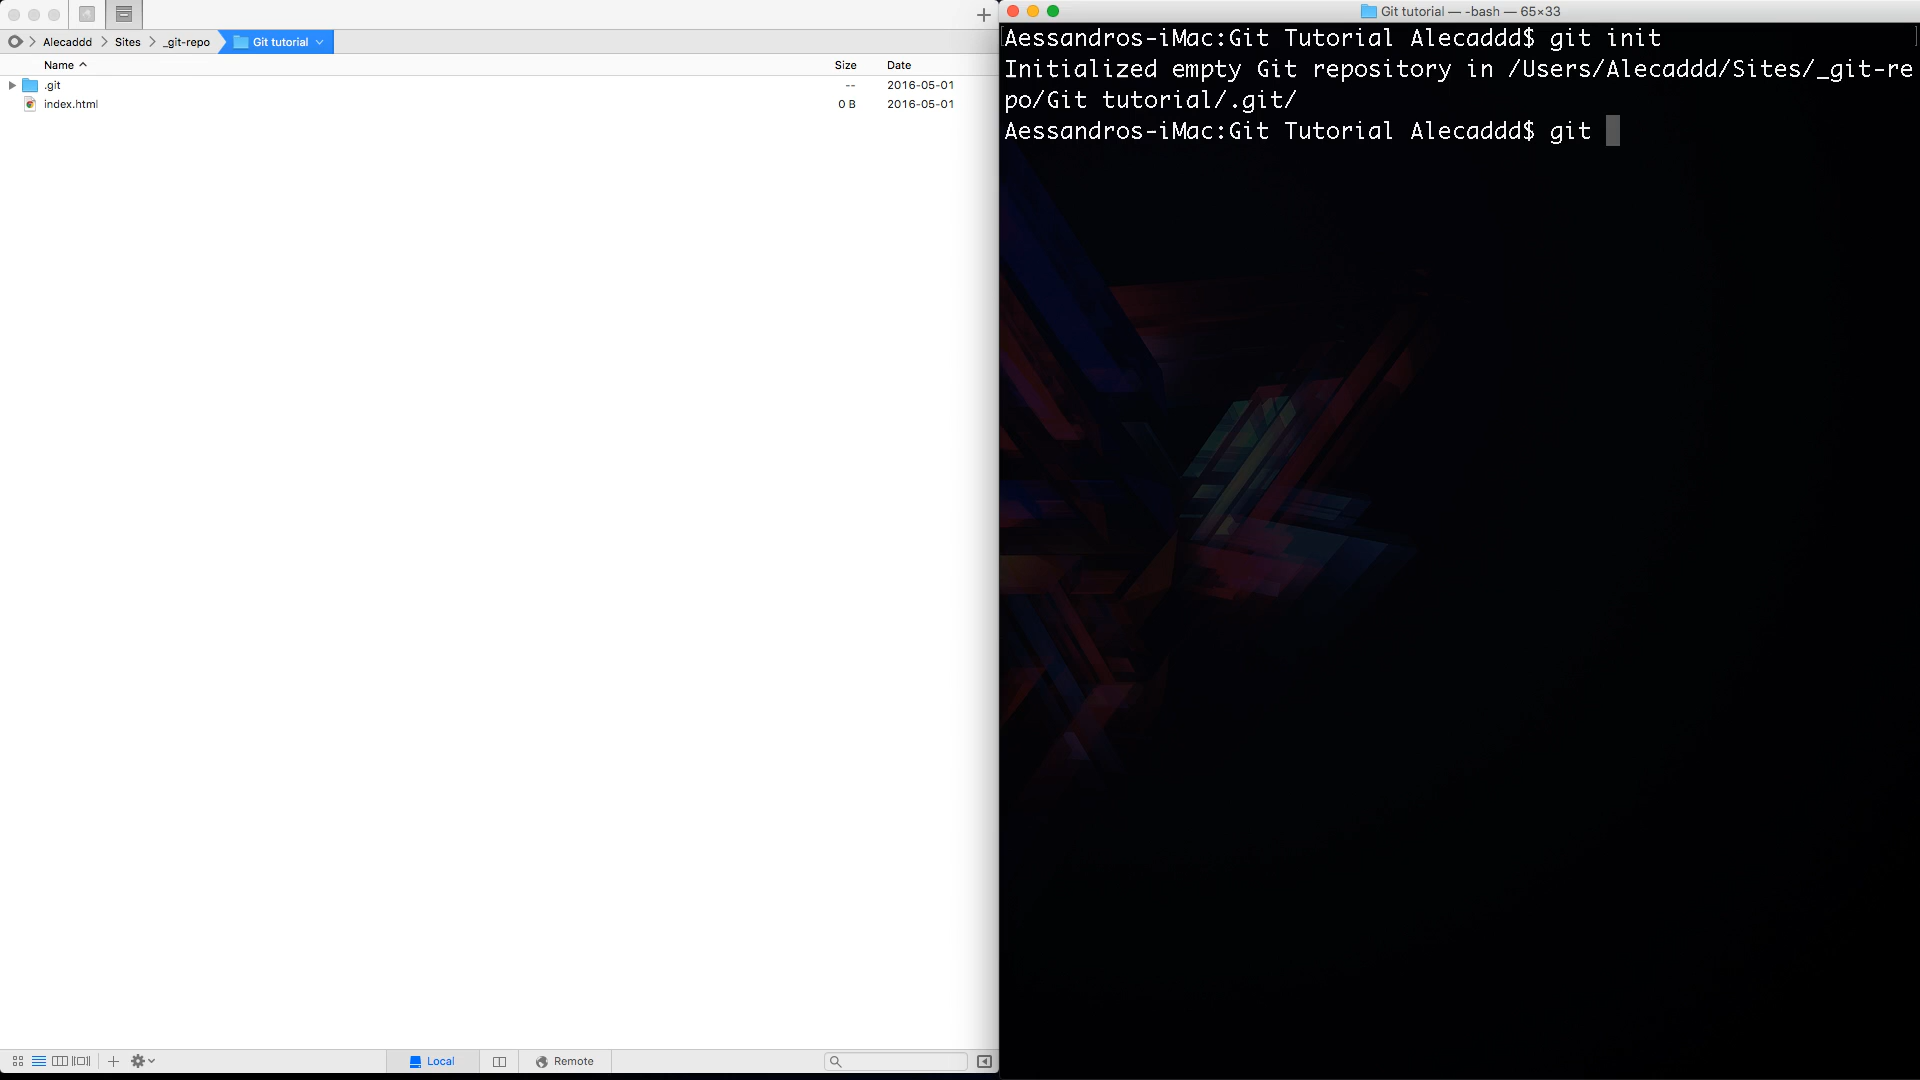 Alecaddd Sites _git-repo Git tutorial
Name Size Date
.git -- 2016-05-01
index.html 0 B 2016-05-01
Local Remote
Git tutorial — -bash — 65×33
Aessandros-iMac:Git Tutorial Alecaddd$ git init
Initialized empty Git repository in /Users/Alecaddd/Sites/_git-re
po/Git tutorial/.git/
Aessandros-iMac:Git Tutorial Alecaddd$ git